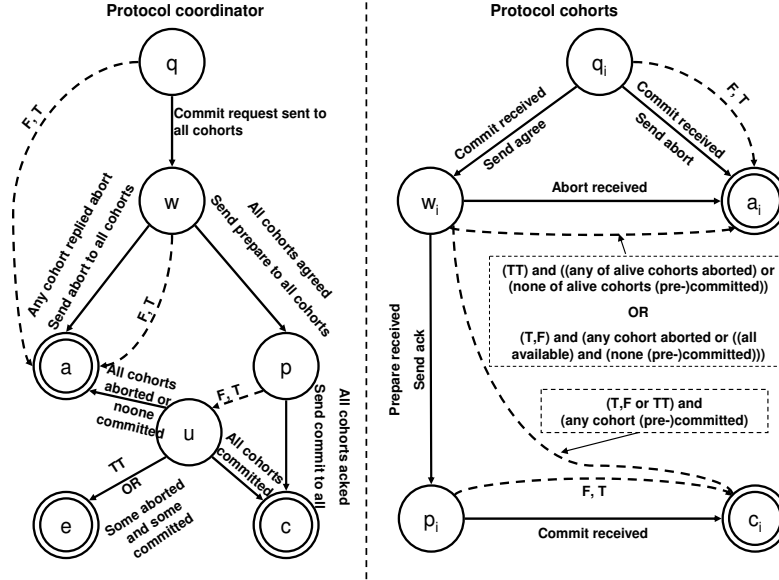 Protocol coordinator
q
F, T
Commit request sent to
all cohorts
w
Any cohort replied abort
Send abort to all cohorts
F, T
All cohorts agreed
Send prepare to all cohorts
a
p
All cohorts
aborted or
noone
committed
F, T
u
All cohorts
committed
All cohorts acked
Send commit to all
TT
OR
Some aborted
and some
committed
e
c
Protocol cohorts
qi
F, T
Commit received
Send agree
Commit received
Send abort
wi
Abort received
ai
(TT) and ((any of alive cohorts aborted) or
(none of alive cohorts (pre-)committed))
OR
(T,F) and (any cohort aborted or ((all
available) and (none (pre-)committed)))
Prepare received
Send ack
(T,F or TT) and
(any cohort (pre-)committed)
F, T
pi
Commit received
ci